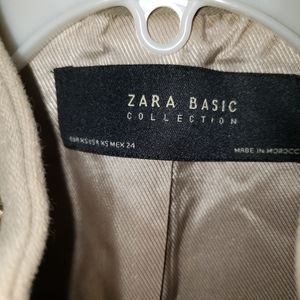 ZARA BASIC
COLLECTION
EUR XS USA XS MEX 24
MADE IN MOROCCO